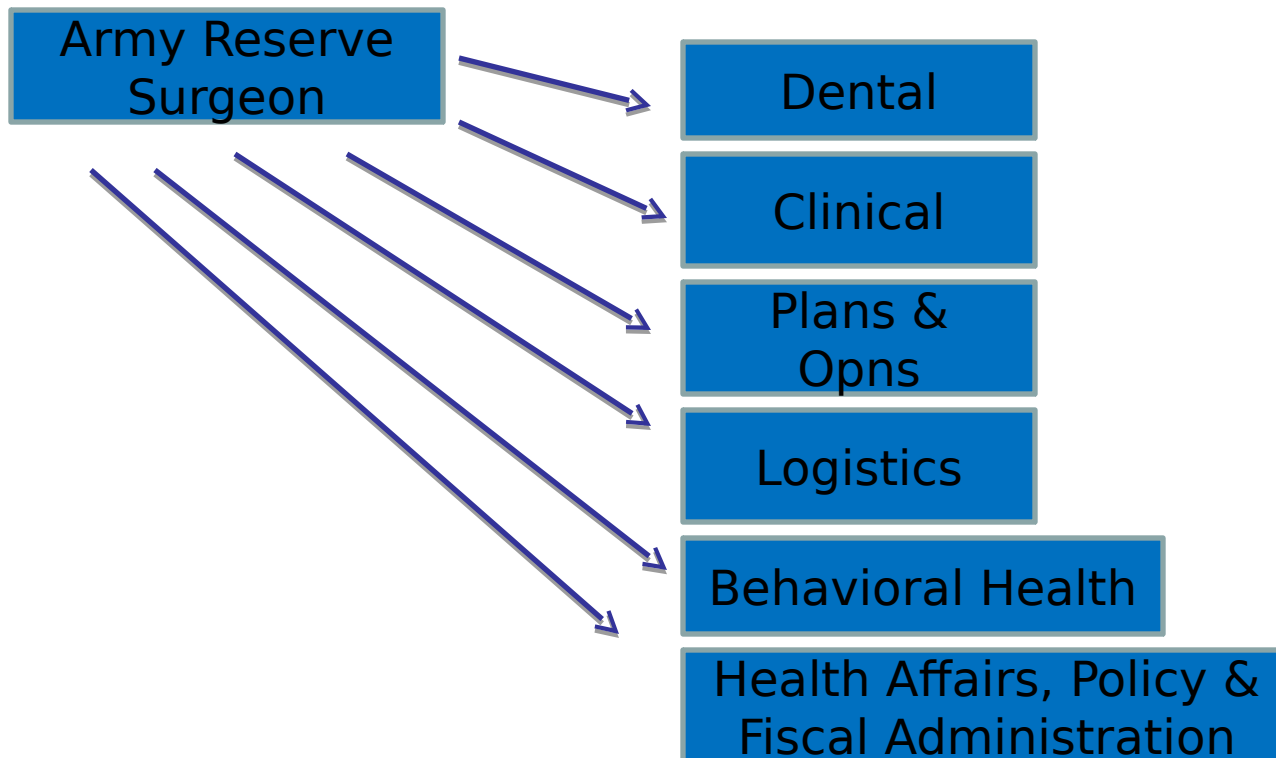 Army Reserve
Surgeon
Dental
Clinical
Plans &
Opns
Logistics
Behavioral Health
Health Affairs, Policy &
Fiscal Administration